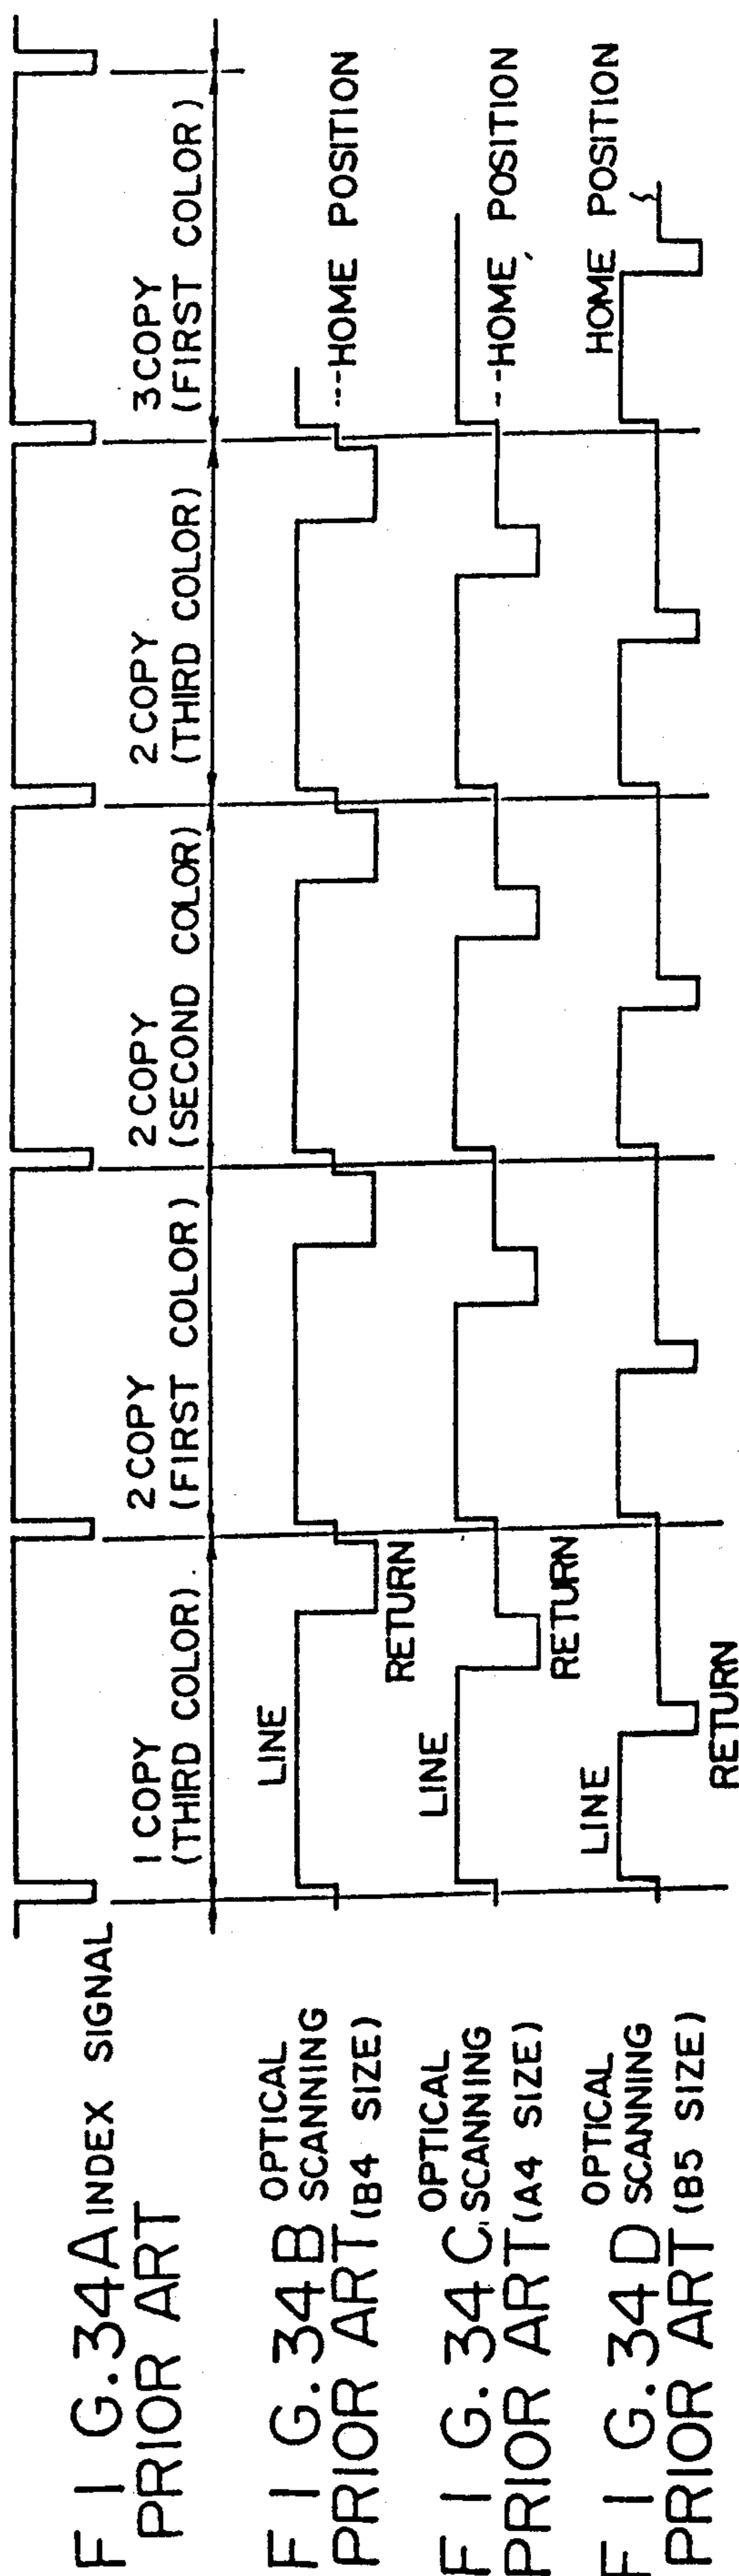 FIG.34A INDEX SIGNAL
PRIOR ART
1 COPY
(THIRD COLOR).
2 COPY
(FIRST COLOR)
2 COPY
(SECOND COLOR)
2 COPY
(THIRD COLOR)
3 COPY
(FIRST COLOR)
FIG.34B OPTICAL
SCANNING
PRIOR ART (B4 SIZE)
LINE
RETURN
---HOME POSITION
FIG.34C OPTICAL
SCANNING
PRIOR ART (A4 SIZE)
LINE
RETURN
--HOME POSITION
FIG.34D OPTICAL
SCANNING
PRIOR ART (B5 SIZE)
LINE
RETURN
HOME POSITION